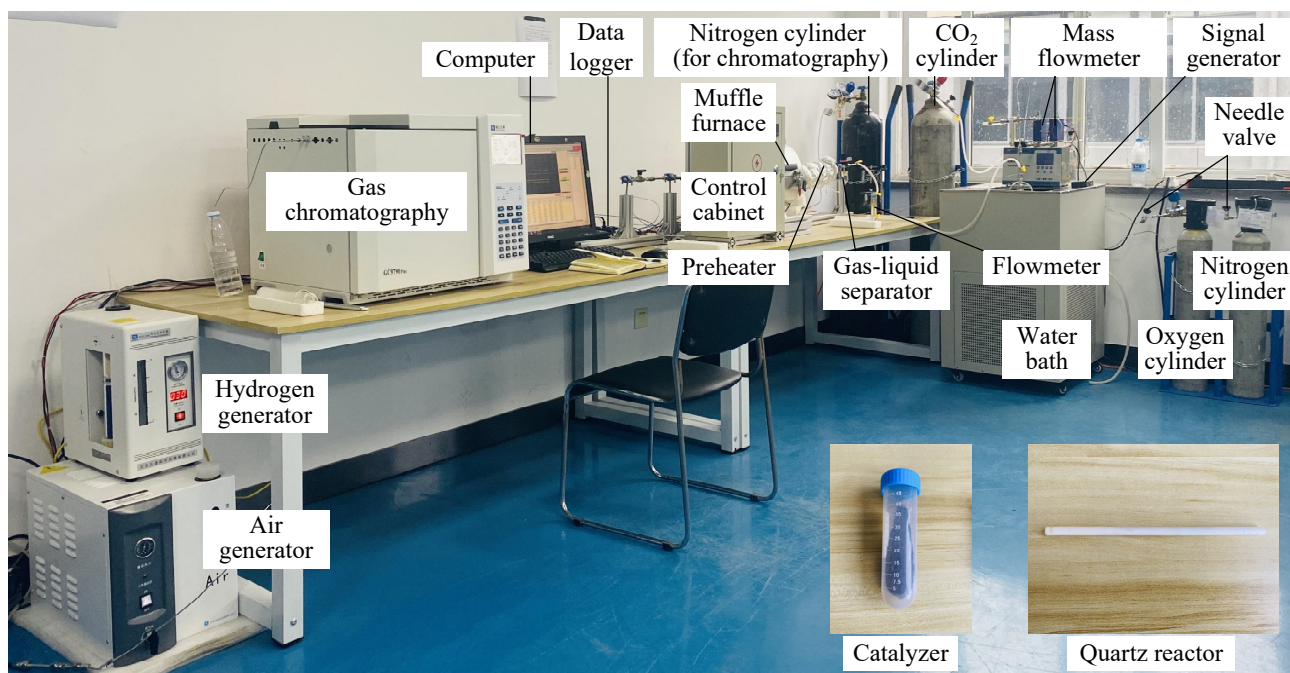 Computer
Data
logger
Nitrogen cylinder
(for chromatography)
CO₂
cylinder
Mass
flowmeter
Signal
generator
Muffle
furnace
Needle
valve
Gas
chromatography
Control
cabinet
Preheater
Gas-liquid
separator
Flowmeter
Nitrogen
cylinder
Water
bath
Oxygen
cylinder
Hydrogen
generator
Air
generator
Air
Catalyzer
Quartz reactor